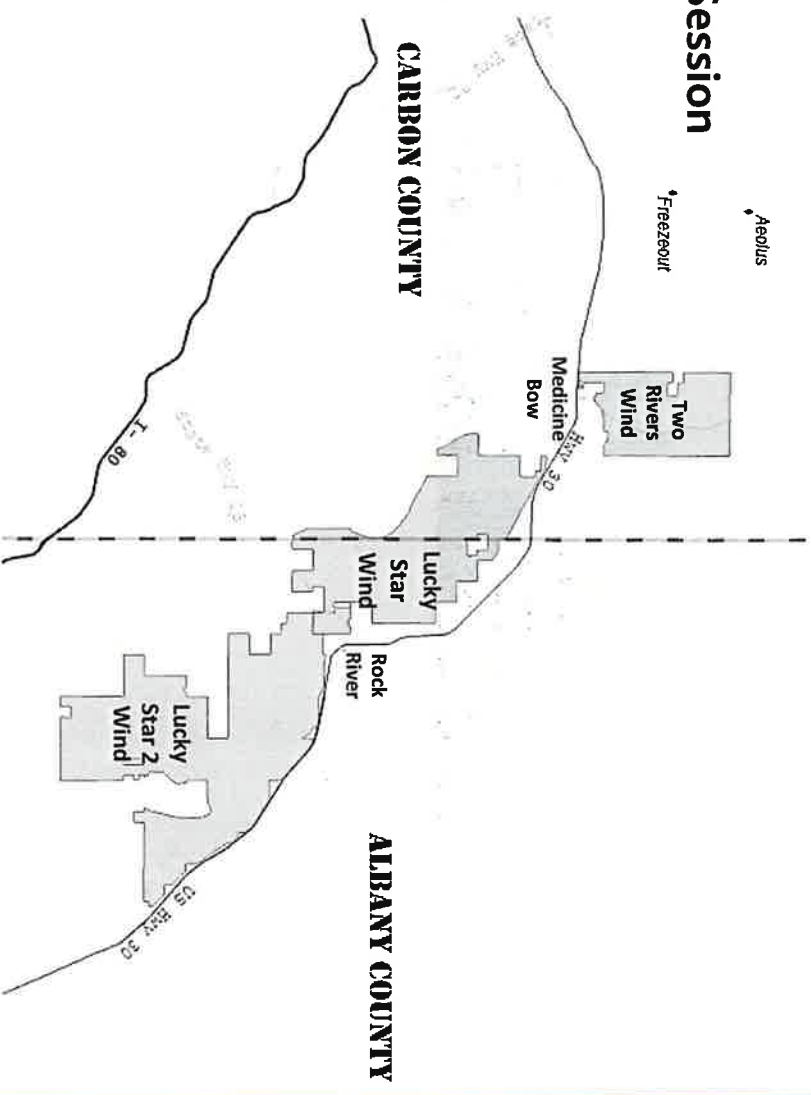 Aeolus
Session
Freezeout
Two
Rivers
Wind
Medicine
Bow
Hwy 30
CARBON COUNTY
Lucky
Star
Wind
Rock
River
ALBANY COUNTY
Lucky
Star 2
Wind
US Hwy 30
I-80